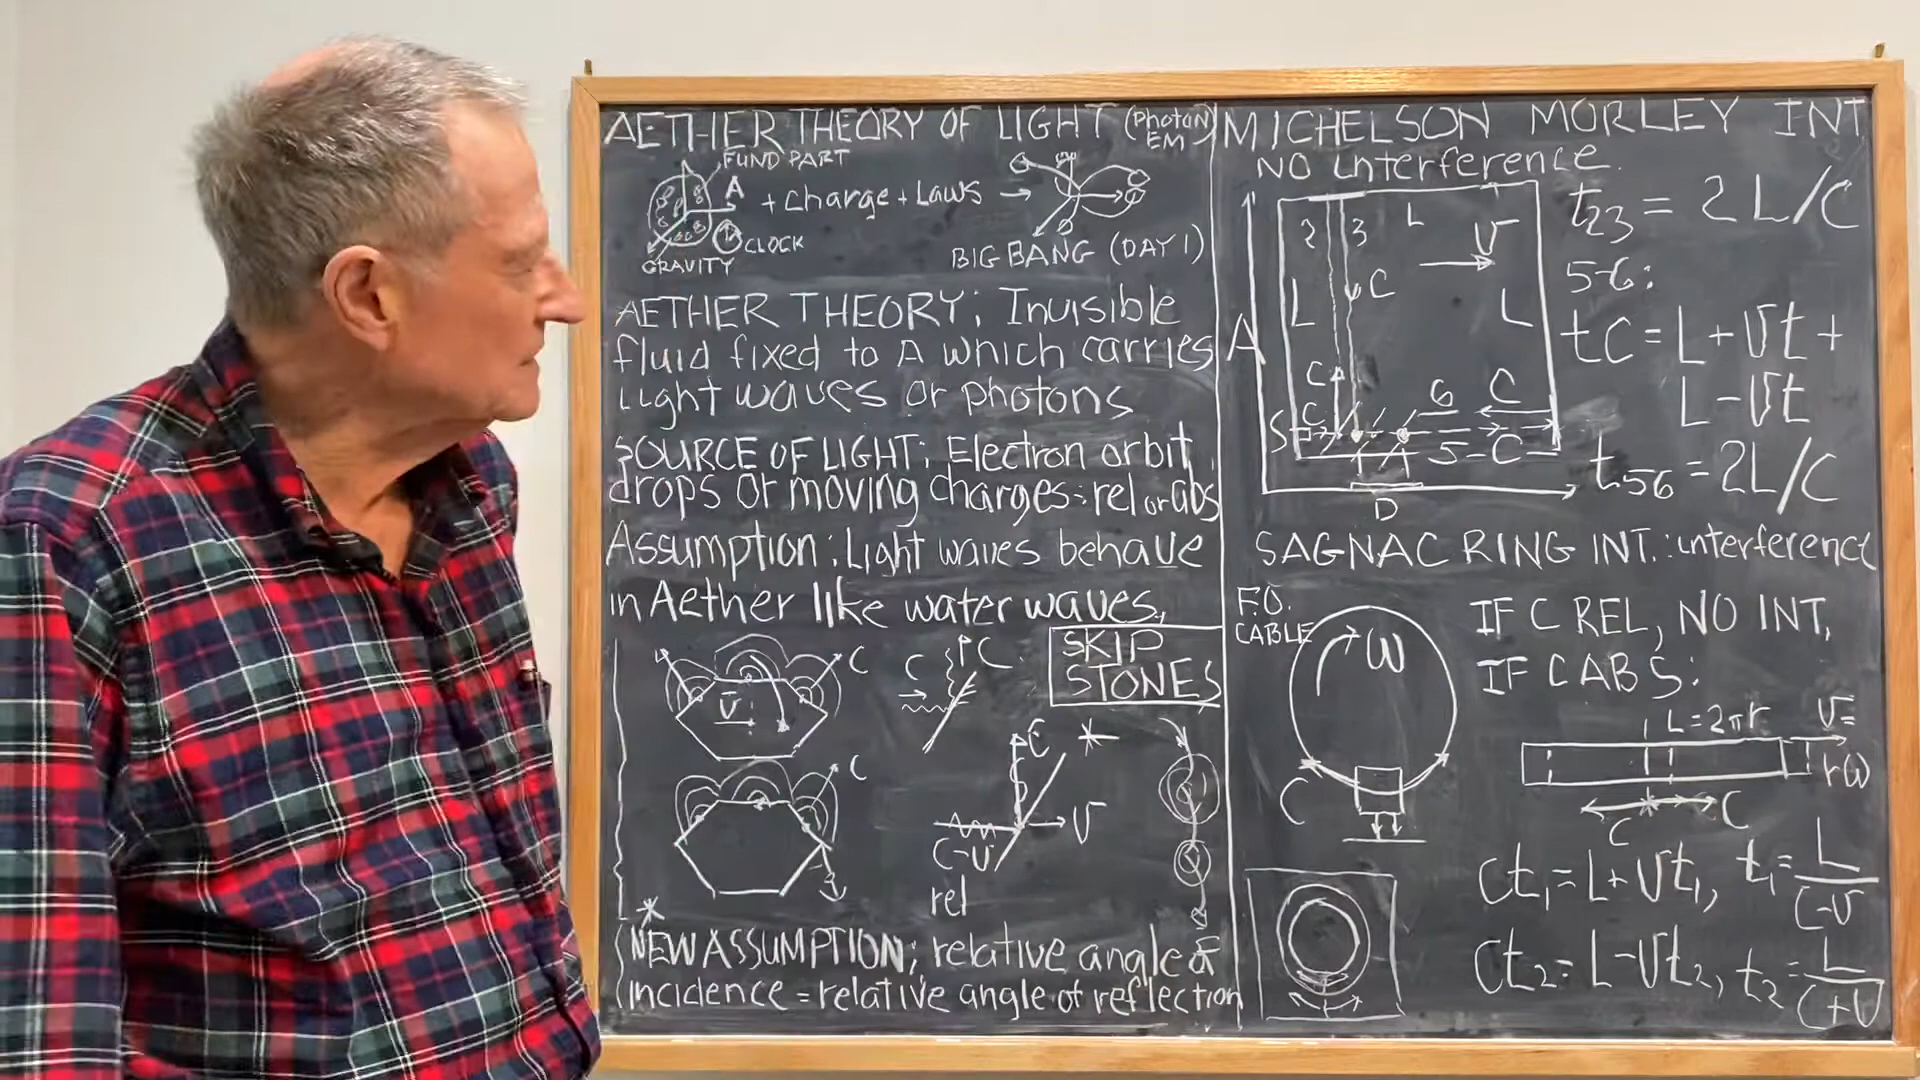 AETHER THEORY OF LIGHT (PhotoN
EM)
FUND PART
A
+ Charge + Laws →
CLOCK
GRAVITY
BIG BANG (DAY 1)
AETHER THEORY; Invisible
fluid fixed to A which carries
Light waves or Photons
SOURCE OF LIGHT: Electron orbit
drops or moving charges: rel or abs
Assumption: Light waves behave
in Aether like water waves,
SKIP
STONES
C
C
C
V
C
C
*
V
C-V
rel
*
NEW ASSUMPTION; relative angle of
incidence = relative angle of reflection
MICHELSON MORLEY INT
NO interference.
2 3 L
V
C
L L
A
C
C
6 C
S
5 C
D
t23 = 2L/C
5-6:
tC = L + Vt +
L - Vt
t56 = 2L/C
SAGNAC RING INT.: interference
F.O.
CABLE
W
C
IF C REL, NO INT,
IF C ABS:
L = 2πr
V =
rW
C C
Ct1 = L + Vt1, t1 = L/(C-V
Ct2 = L - Vt2, t2 = L/(C+V